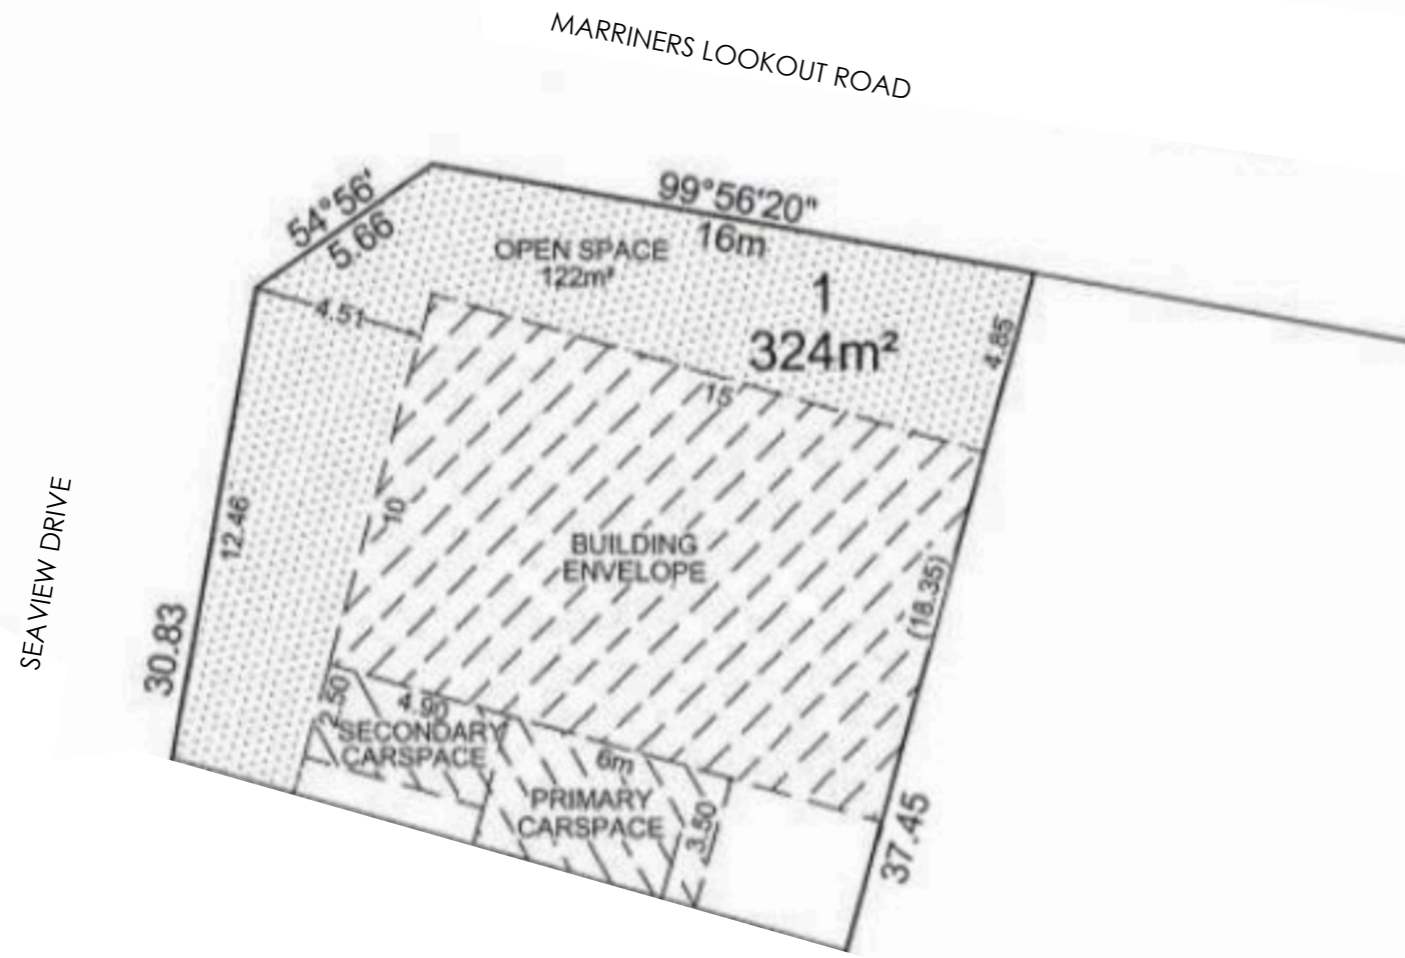 MARRINERS LOOKOUT ROAD
99°56'20"
16m
54°56'
5.66
OPEN SPACE
122m²
1
324m²
4.51
4.85
15
10
12.46
SEAVIEW DRIVE
30.83
BUILDING
ENVELOPE
(18.35)
2.50
4.90
SECONDARY
CARSPACE
6m
PRIMARY
CARSPACE
3.50
37.45